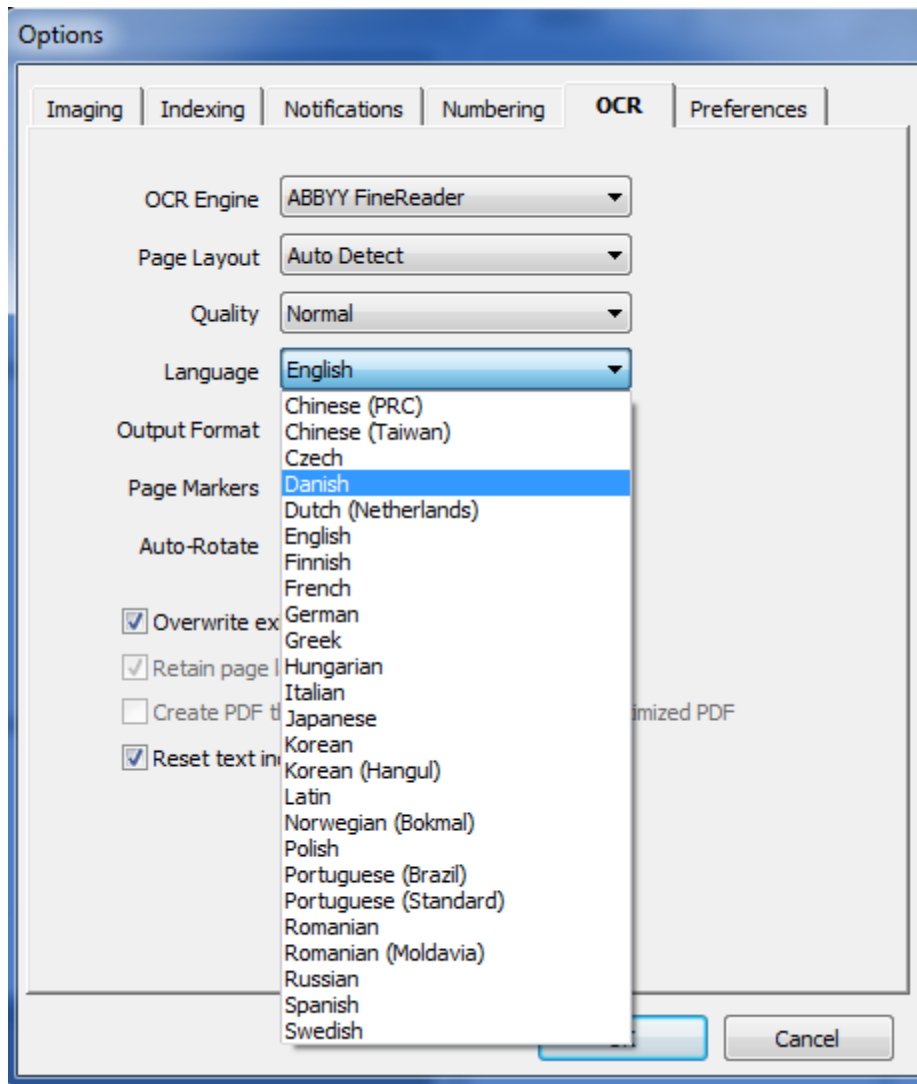 Options
Imaging Indexing Notifications Numbering OCR Preferences
OCR Engine ABBYY FineReader
Page Layout Auto Detect
Quality Normal
Language English
Chinese (PRC)
Output Format Chinese (Taiwan)
Czech
Page Markers Danish
Dutch (Netherlands)
Auto-Rotate English
Finnish
French
Overwrite German
Greek
Retain page Hungarian
Italian
Create PDF Japanese PDF
Korean
Reset text Korean (Hangul)
Latin
Norwegian (Bokmal)
Polish
Portuguese (Brazil)
Portuguese (Standard)
Romanian
Romanian (Moldavia)
Russian
Spanish
Swedish
Cancel